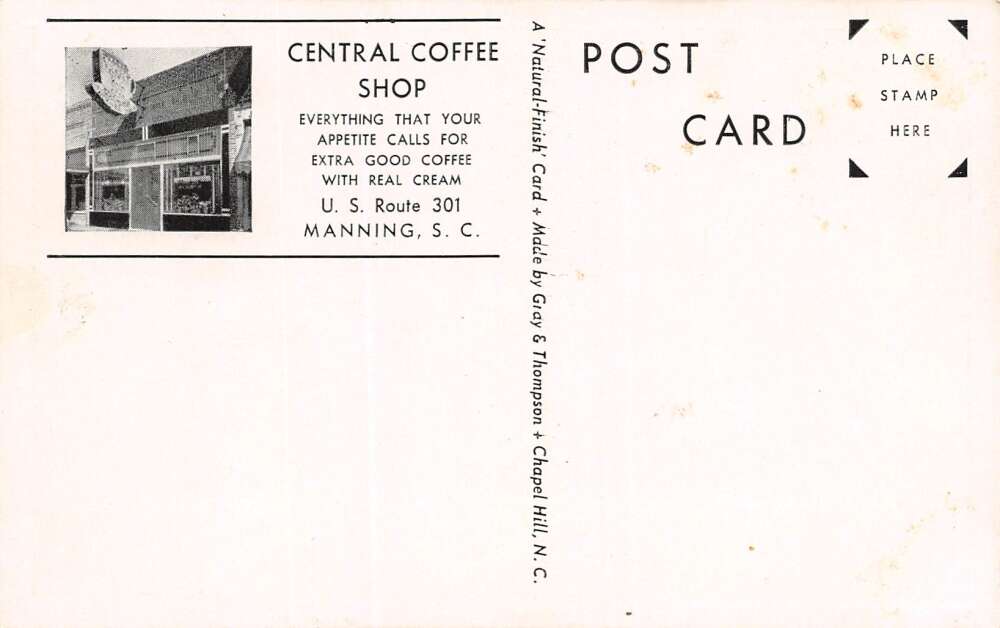 CENTRAL COFFEE
SHOP
EVERYTHING THAT YOUR
APPETITE CALLS FOR
EXTRA GOOD COFFEE
WITH REAL CREAM
U. S. Route 301
MANNING, S. C.
A 'Natural-Finish' Card + Made by Gray & Thompson + Chapel Hill, N. C.
POST
CARD
PLACE
STAMP
HERE